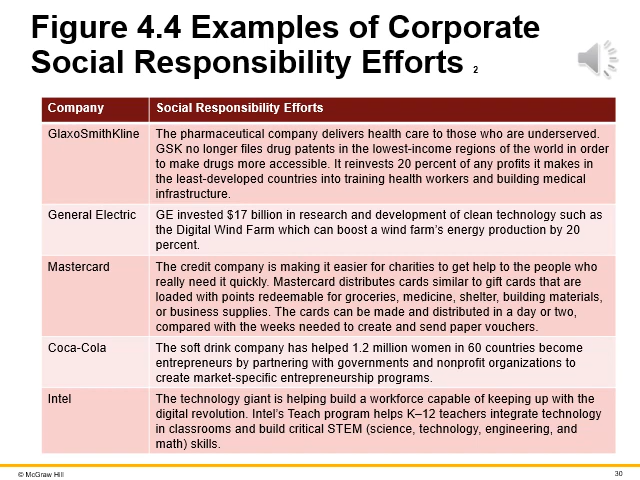 Figure 4.4 Examples of Corporate
Social Responsibility Efforts 2
Company Social Responsibility Efforts
GlaxoSmithKline The pharmaceutical company delivers health care to those who are underserved.
GSK no longer files drug patents in the lowest-income regions of the world in order
to make drugs more accessible. It reinvests 20 percent of any profits it makes in
the least-developed countries into training health workers and building medical
infrastructure.
General Electric GE invested $17 billion in research and development of clean technology such as
the Digital Wind Farm which can boost a wind farm's energy production by 20
percent.
Mastercard The credit company is making it easier for charities to get help to the people who
really need it quickly. Mastercard distributes cards similar to gift cards that are
loaded with points redeemable for groceries, medicine, shelter, building materials,
or business supplies. The cards can be made and distributed in a day or two,
compared with the weeks needed to create and send paper vouchers.
Coca-Cola The soft drink company has helped 1.2 million women in 60 countries become
entrepreneurs by partnering with governments and nonprofit organizations to
create market-specific entrepreneurship programs.
Intel The technology giant is helping build a workforce capable of keeping up with the
digital revolution. Intel's Teach program helps K–12 teachers integrate technology
in classrooms and build critical STEM (science, technology, engineering, and
math) skills.
© McGraw Hill 30